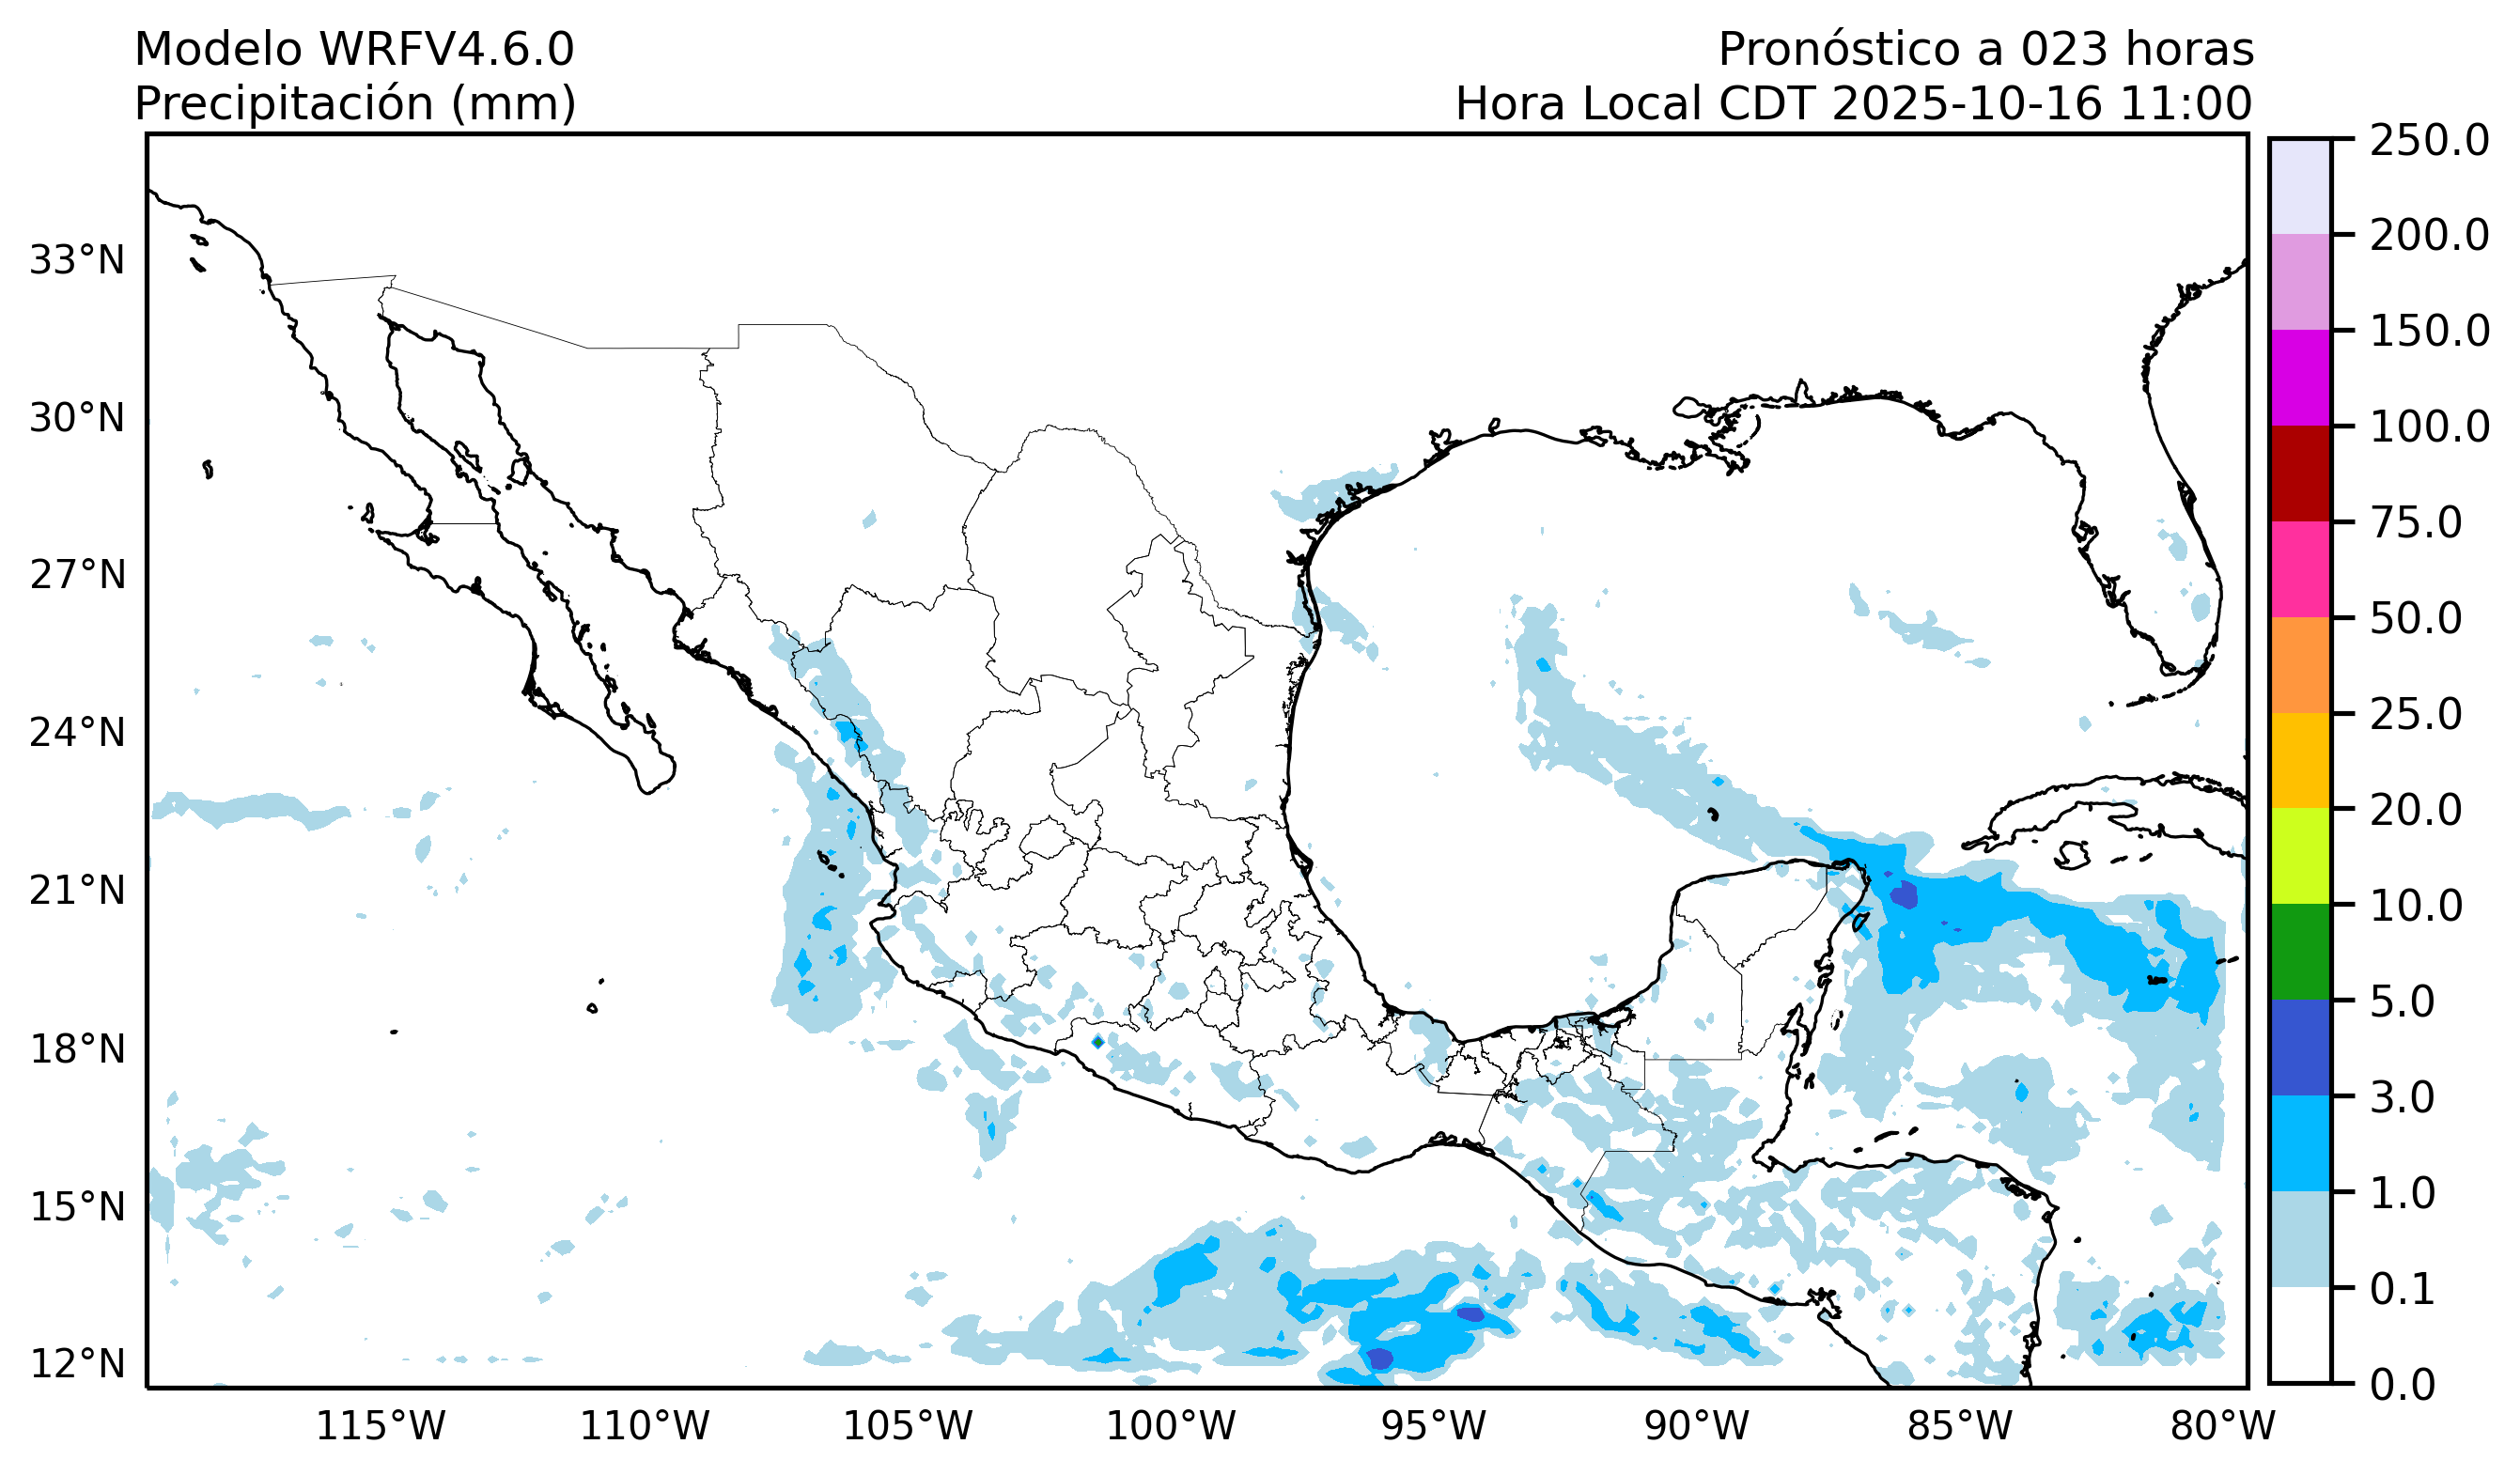 Modelo WRFV4.6.0
Precipitación (mm)
Pronóstico a 023 horas
Hora Local CDT 2025-10-16 11:00
33°N
30°N
27°N
24°N
21°N
18°N
15°N
12°N
115°W
110°W
105°W
100°W
95°W
90°W
85°W
80°W
250.0
200.0
150.0
100.0
75.0
50.0
25.0
20.0
10.0
5.0
3.0
1.0
0.1
0.0